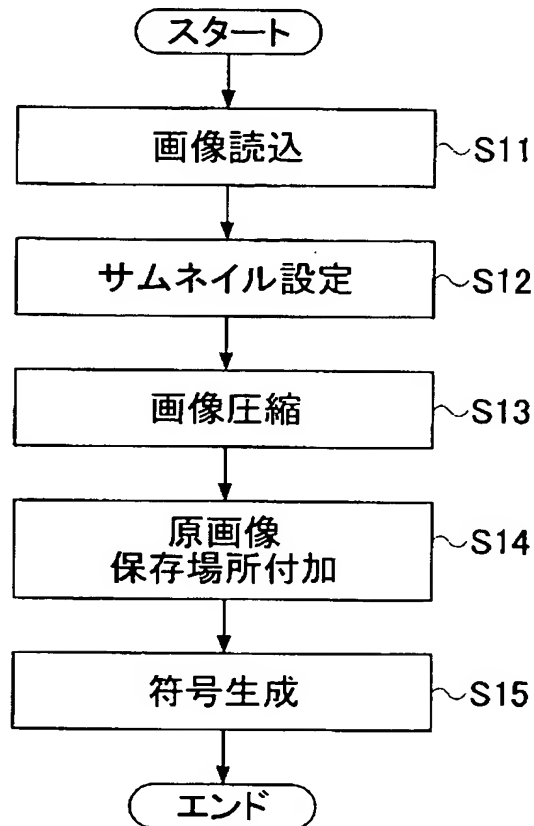 スタート
画像読込
S11
サムネイル設定
S12
画像圧縮
S13
原画像
保存場所付加
S14
符号生成
S15
エンド